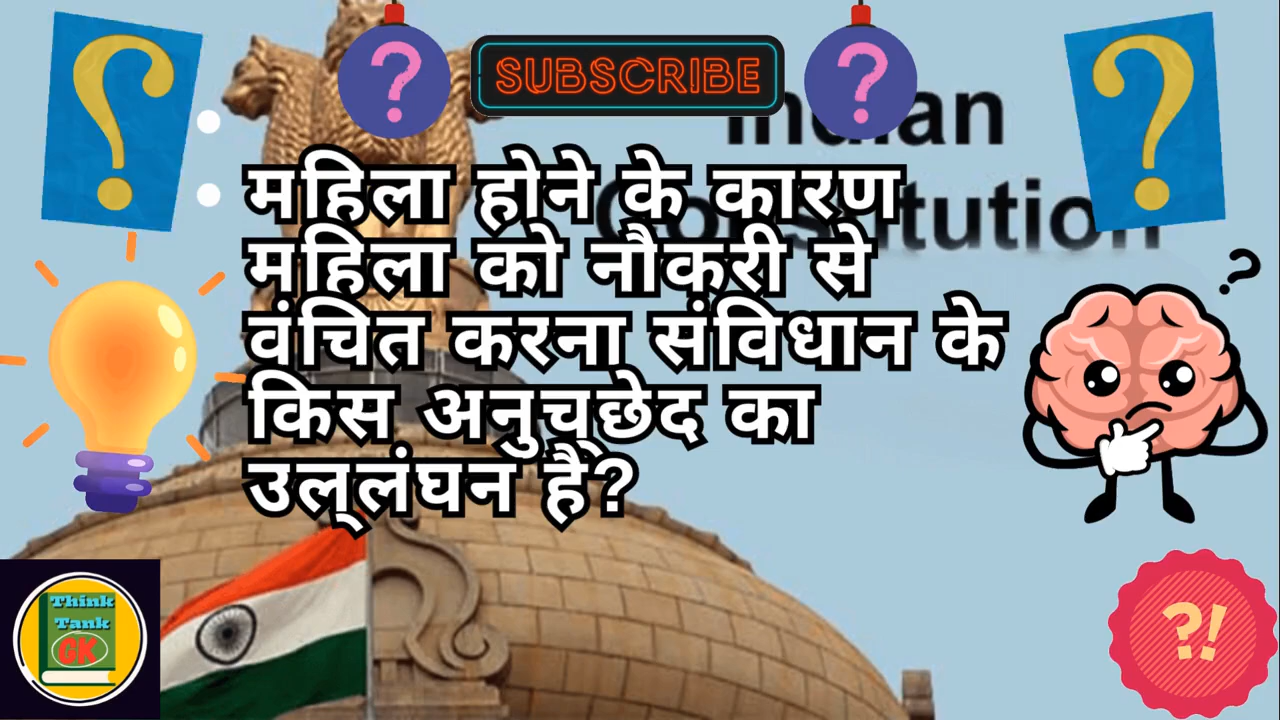 SUBSCRIBE
Indian
Constitution
महिला होने के कारण
महिला को नौकरी से
वंचित करना संविधान के
किस अनुच्छेद का
उल्लंघन है?
Think
Tank
GK